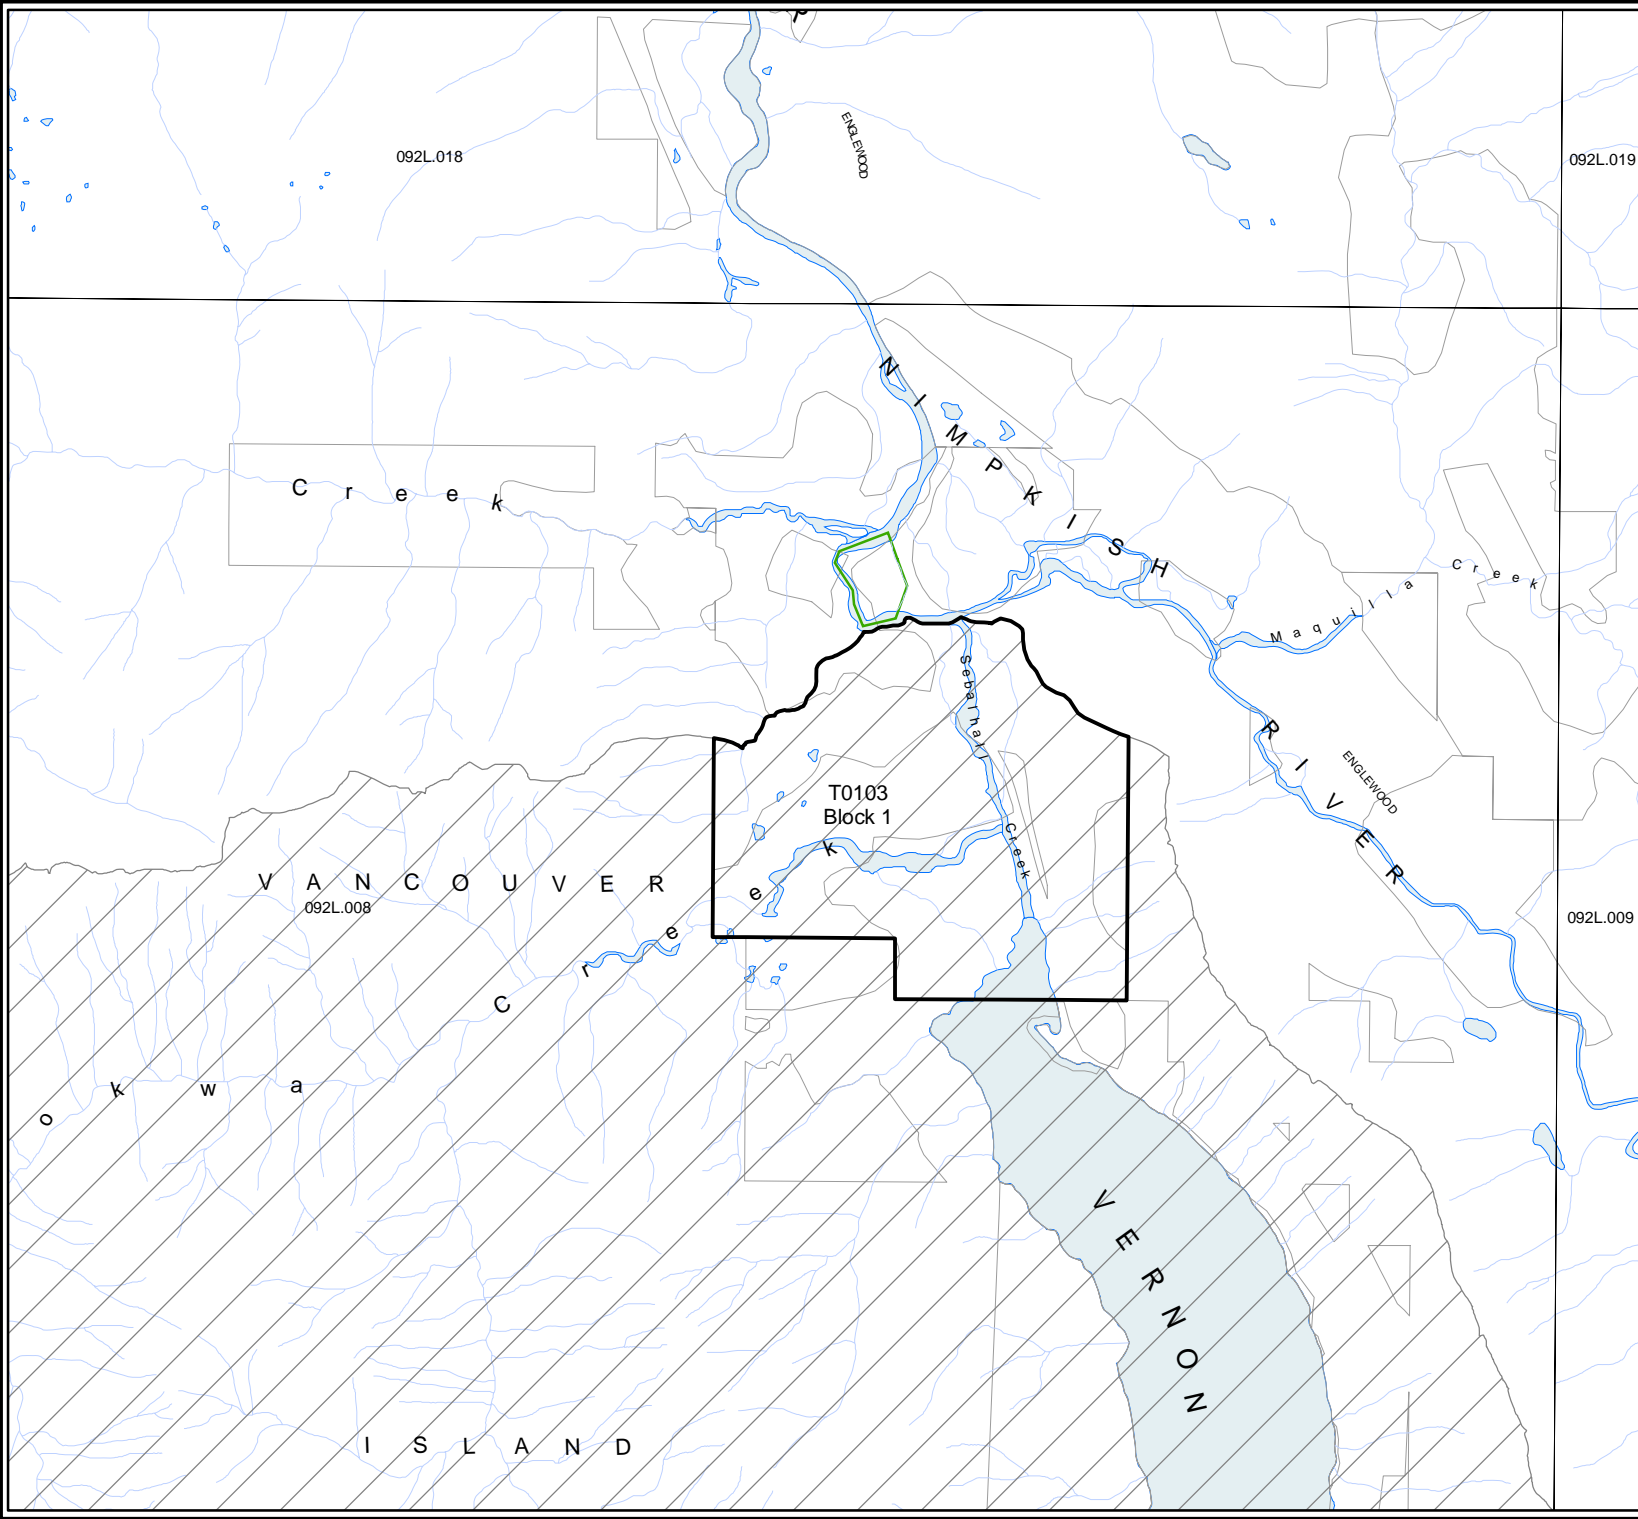 092L.018
ENGLEWOOD
092L.019
NIMPKISH
Creek
Maquilla Creek
Sebalhall
Creek
RIVER
ENGLEWOOD
T0103
Block 1
VANCOUVER
092L.008
092L.009
okwa Creek
VERNON
ISLAND